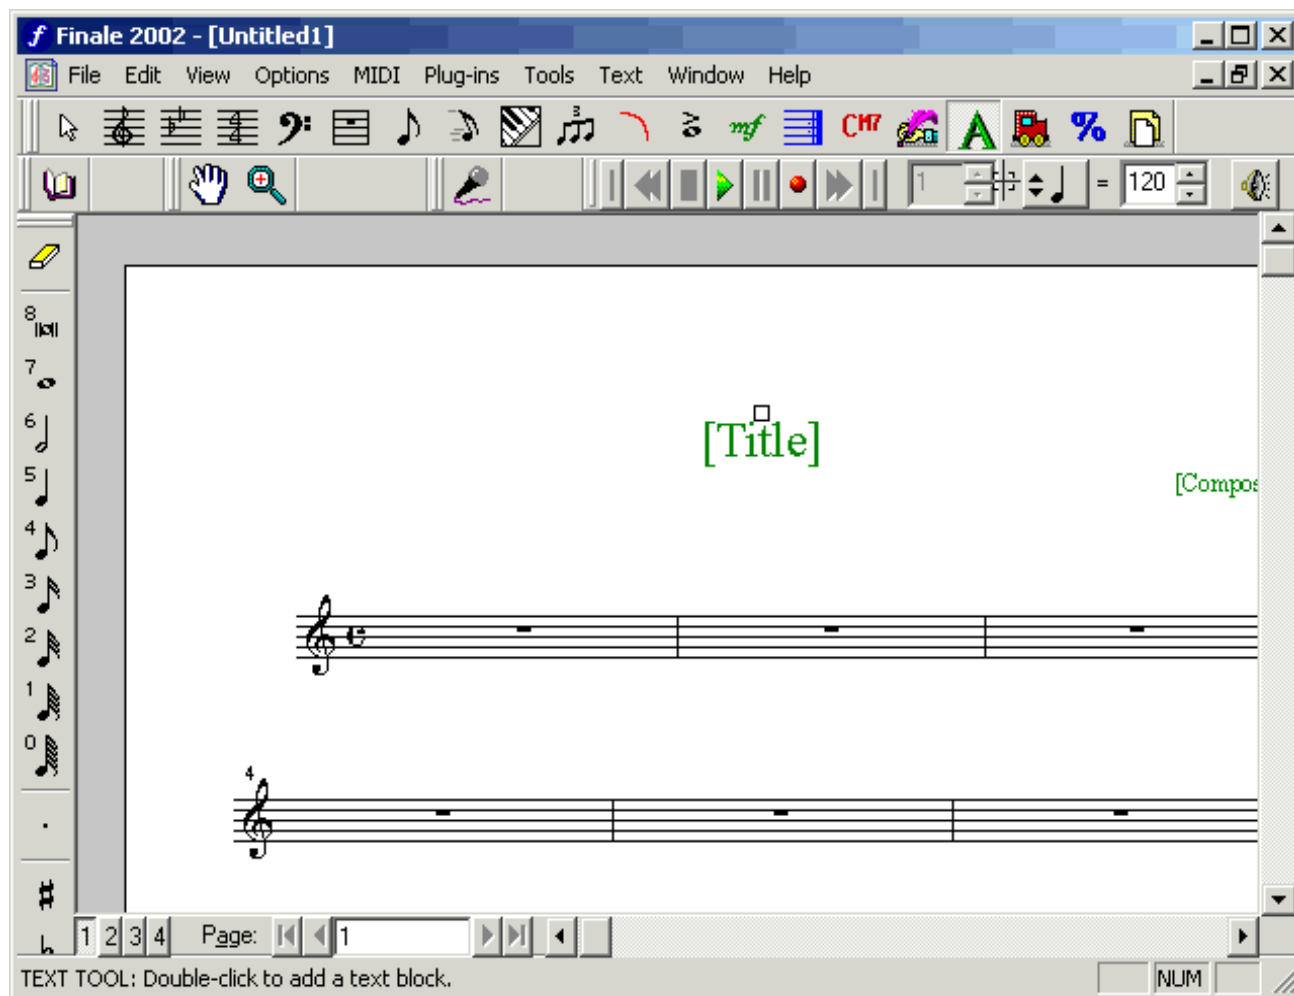 Finale 2002 - [Untitled1]
File Edit View Options MIDI Plug-ins Tools Text Window Help
mf CM7 A %
1 = 120
8
7
6
5
4
3
2
1
0
[Title]
[Compos
4
1 2 3 4 Page: 1
TEXT TOOL: Double-click to add a text block. NUM